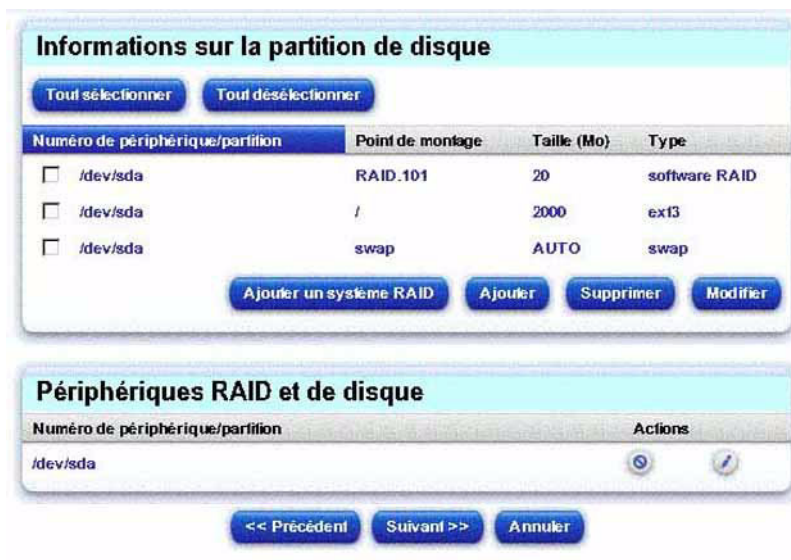 Informations sur la partition de disque
Tout sélectionner Tout désélectionner
Numéro de périphérique/partition Point de montage Taille (Mo) Type
/dev/sda RAID.101 20 software RAID
/dev/sda / 2000 ext3
/dev/sda swap AUTO swap
Ajouter un système RAID Ajouter Supprimer Modifier
Périphériques RAID et de disque
Numéro de périphérique/partition Actions
/dev/sda
<< Précédent Suivant >> Annuler